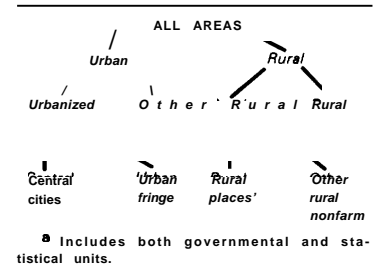 ALL AREAS
Urban Rural
Urbanized Other Rural Rural
Central Urban Rural Other
cities fringe places' rural
nonfarm
a Includes both governmental and sta-
tistical units.